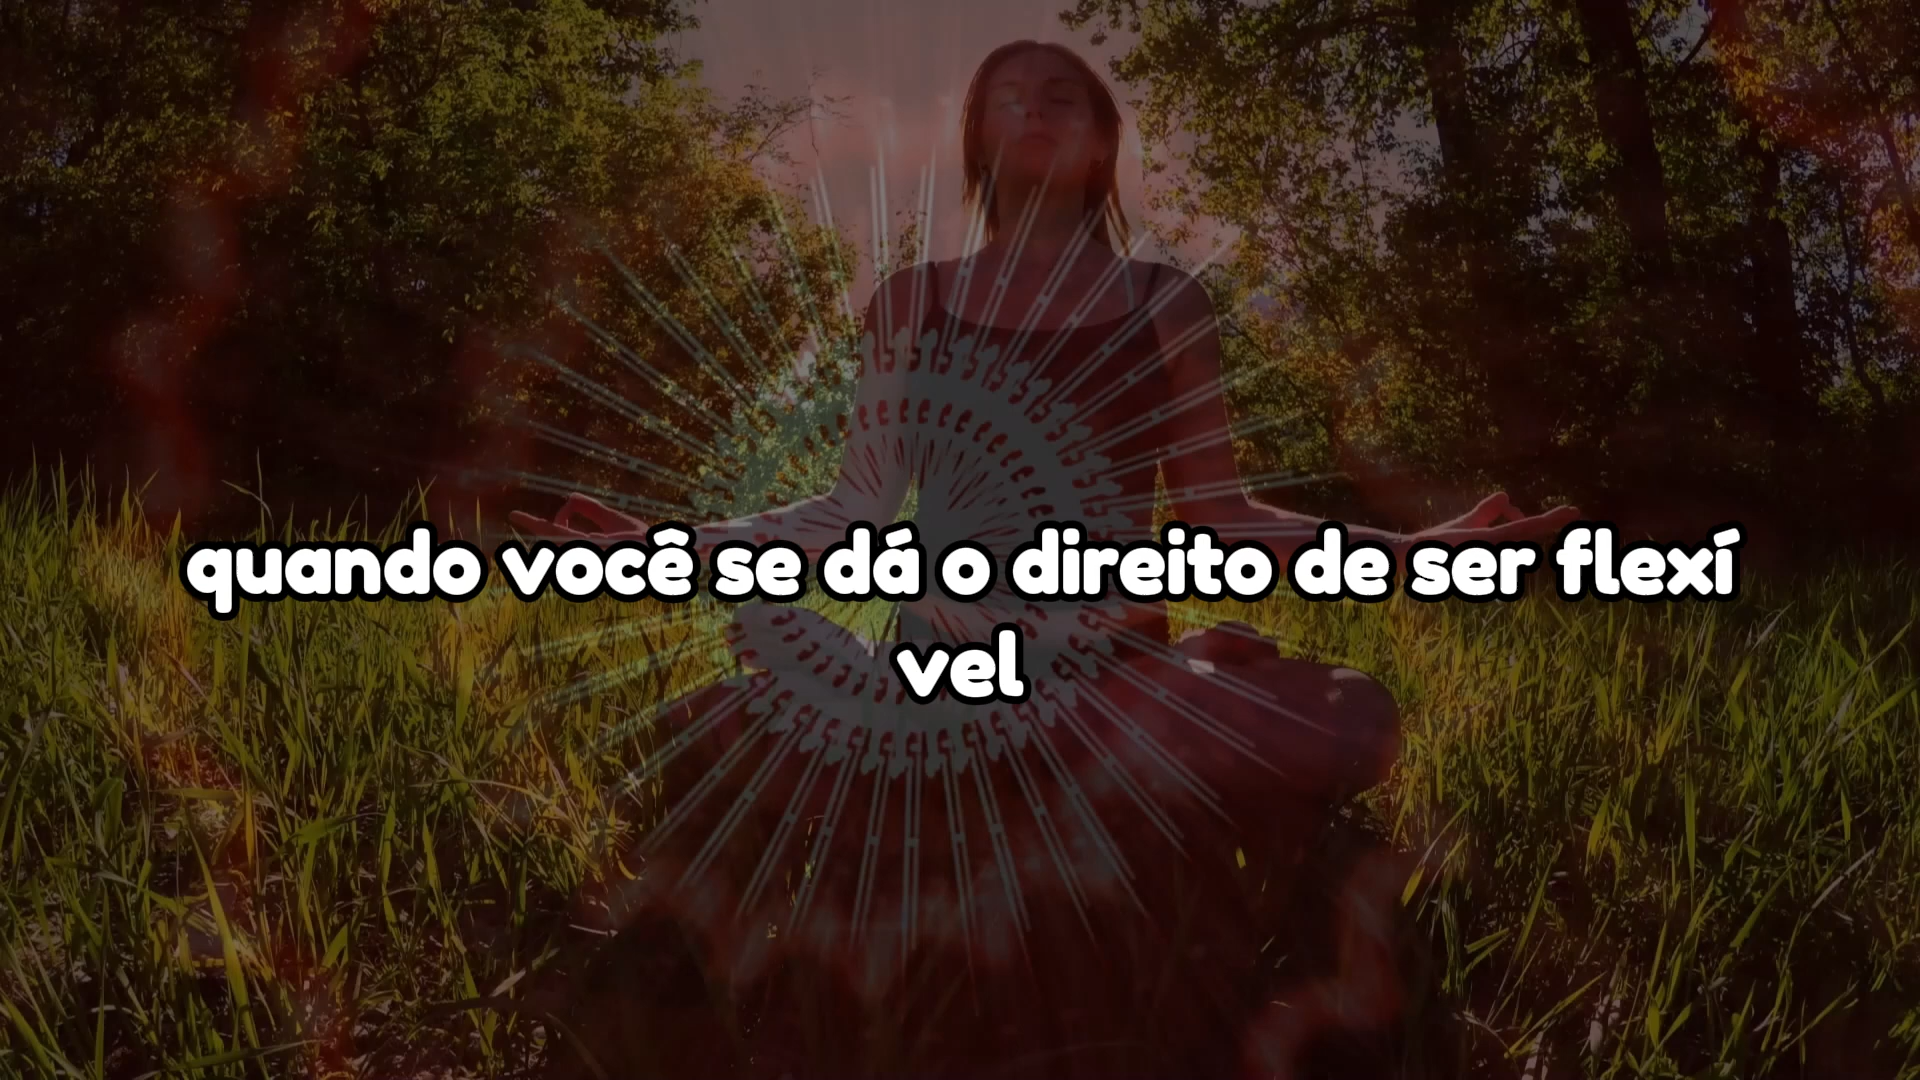 quando você se dá o direito de ser flexí
vel